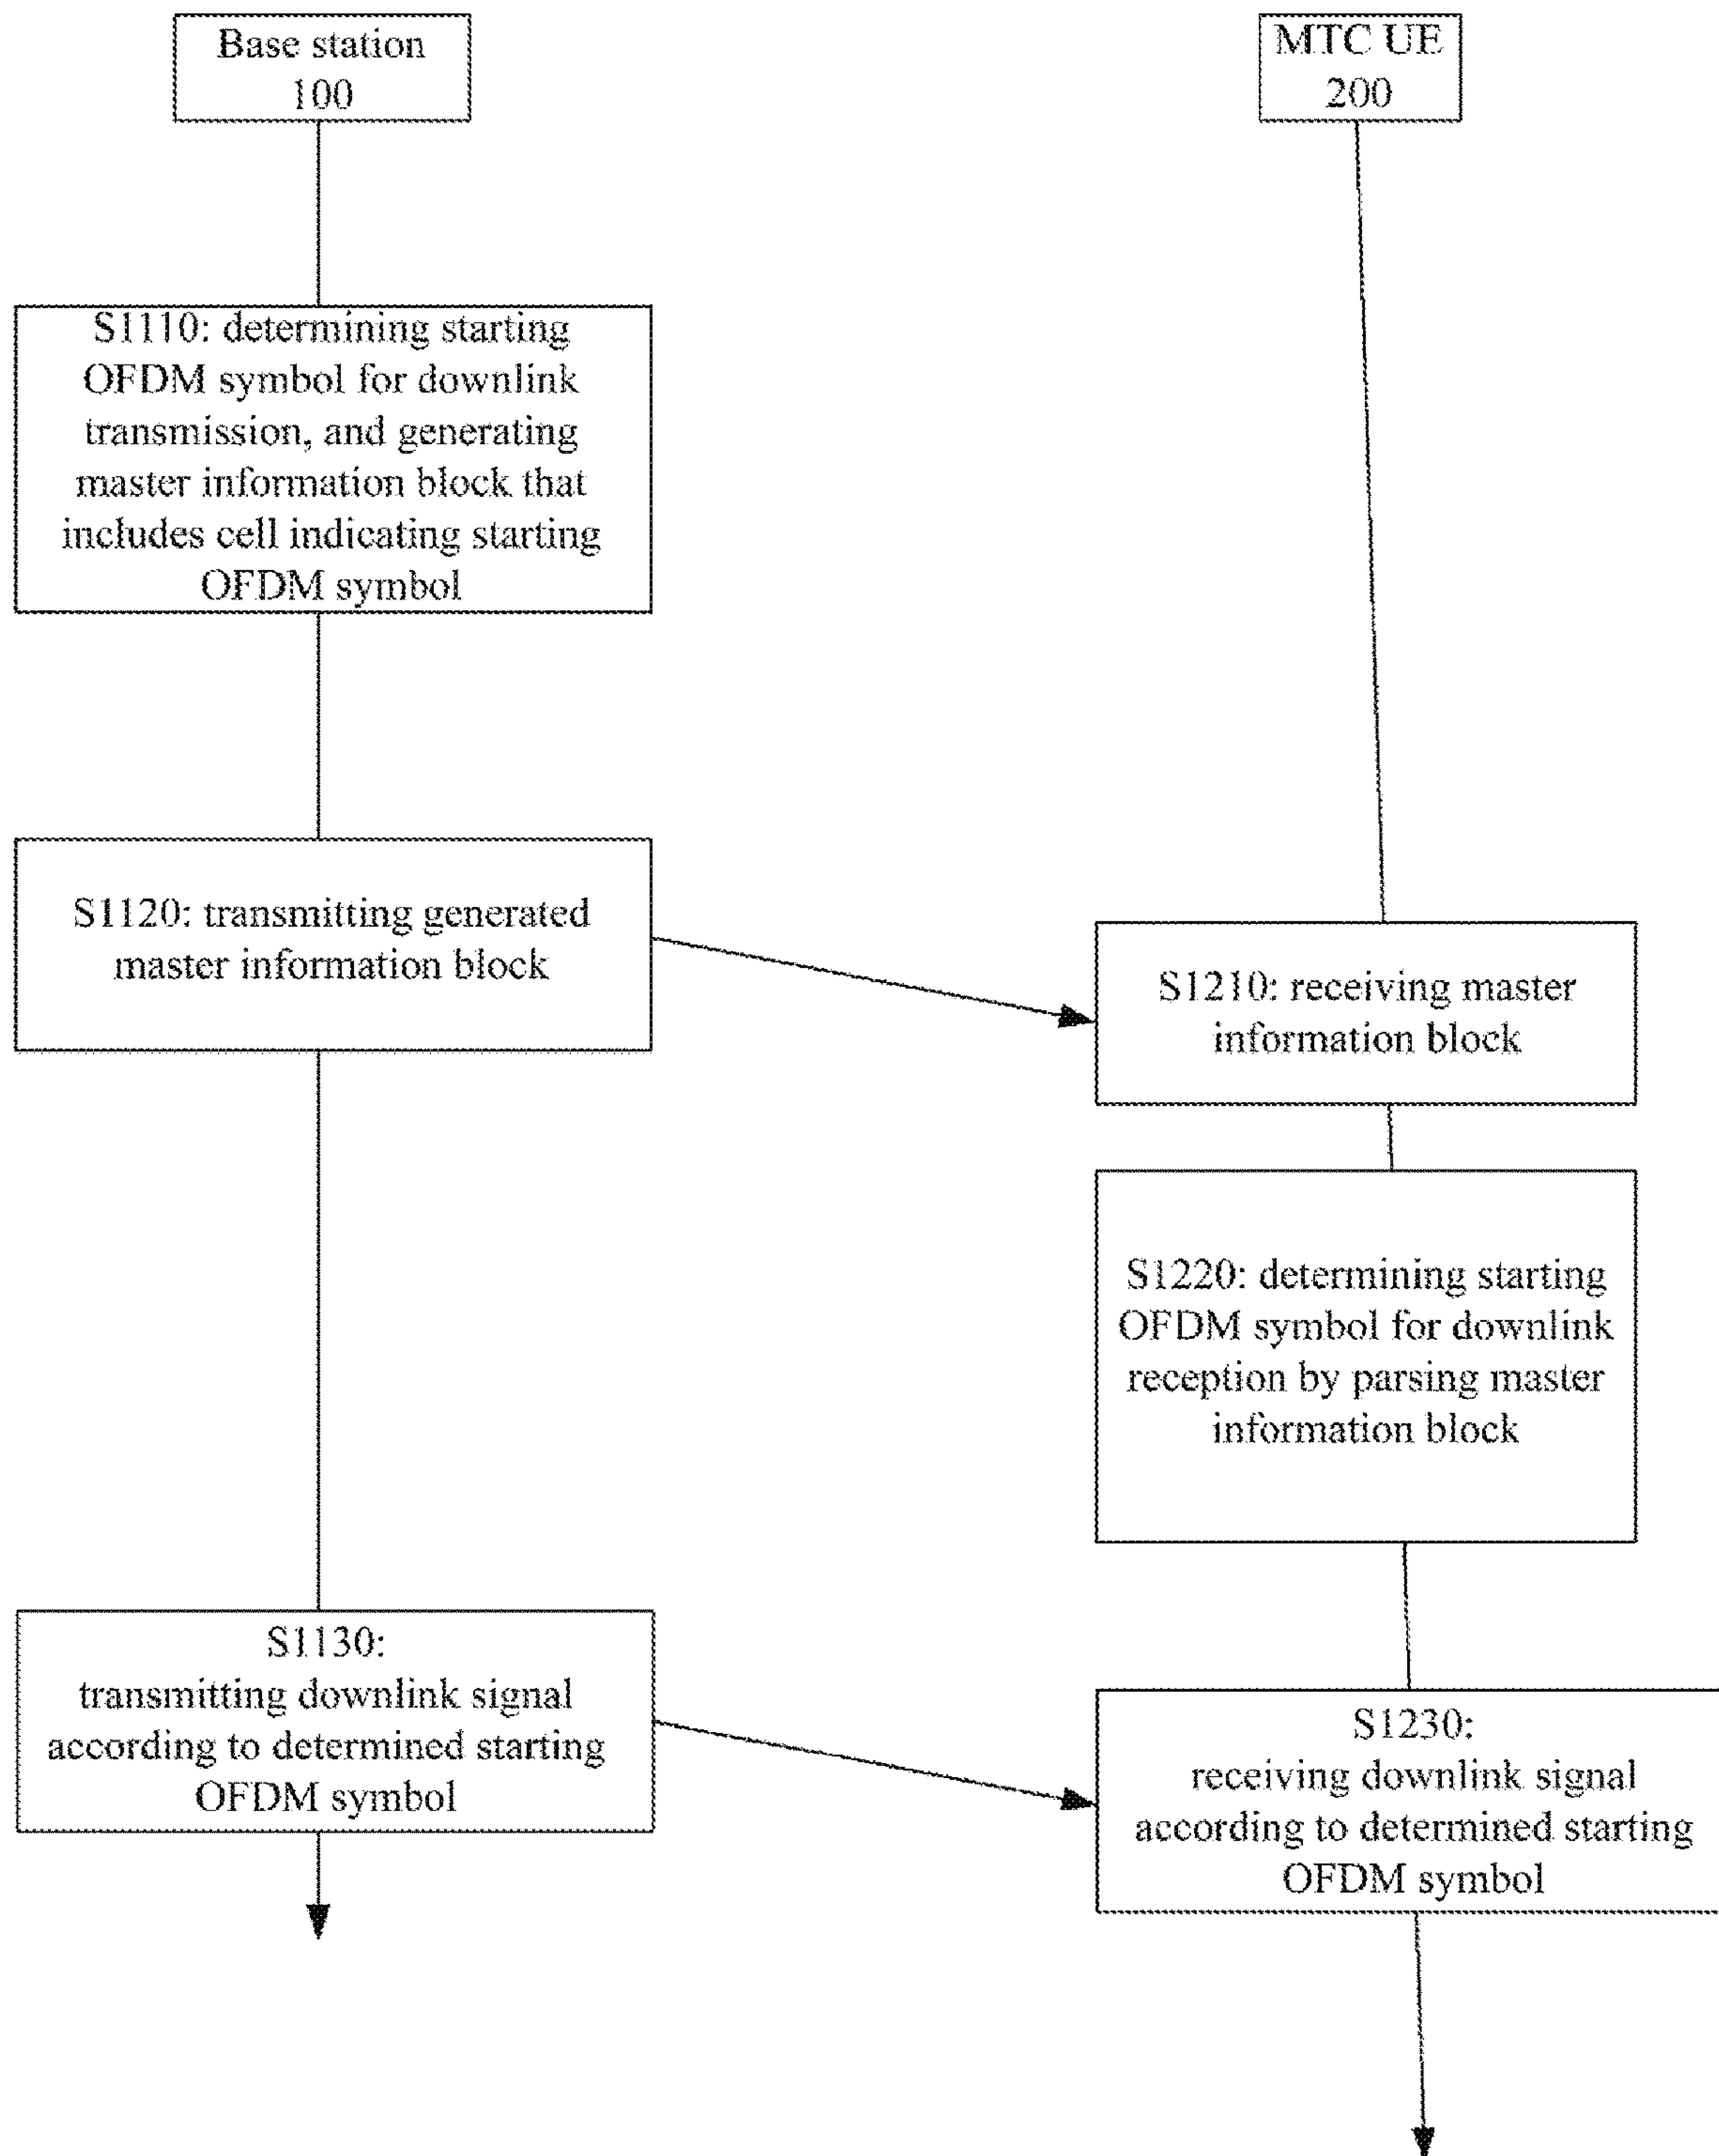 Base station
100
MTC UE
200
S1110: determining starting
OFDM symbol for downlink
transmission, and generating
master information block that
includes cell indicating starting
OFDM symbol
S1120: transmitting generated
master information block
S1210: receiving master
information block
S1220: determining starting
OFDM symbol for downlink
reception by parsing master
information block
S1130:
transmitting downlink signal
according to determined starting
OFDM symbol
S1230:
receiving downlink signal
according to determined starting
OFDM symbol